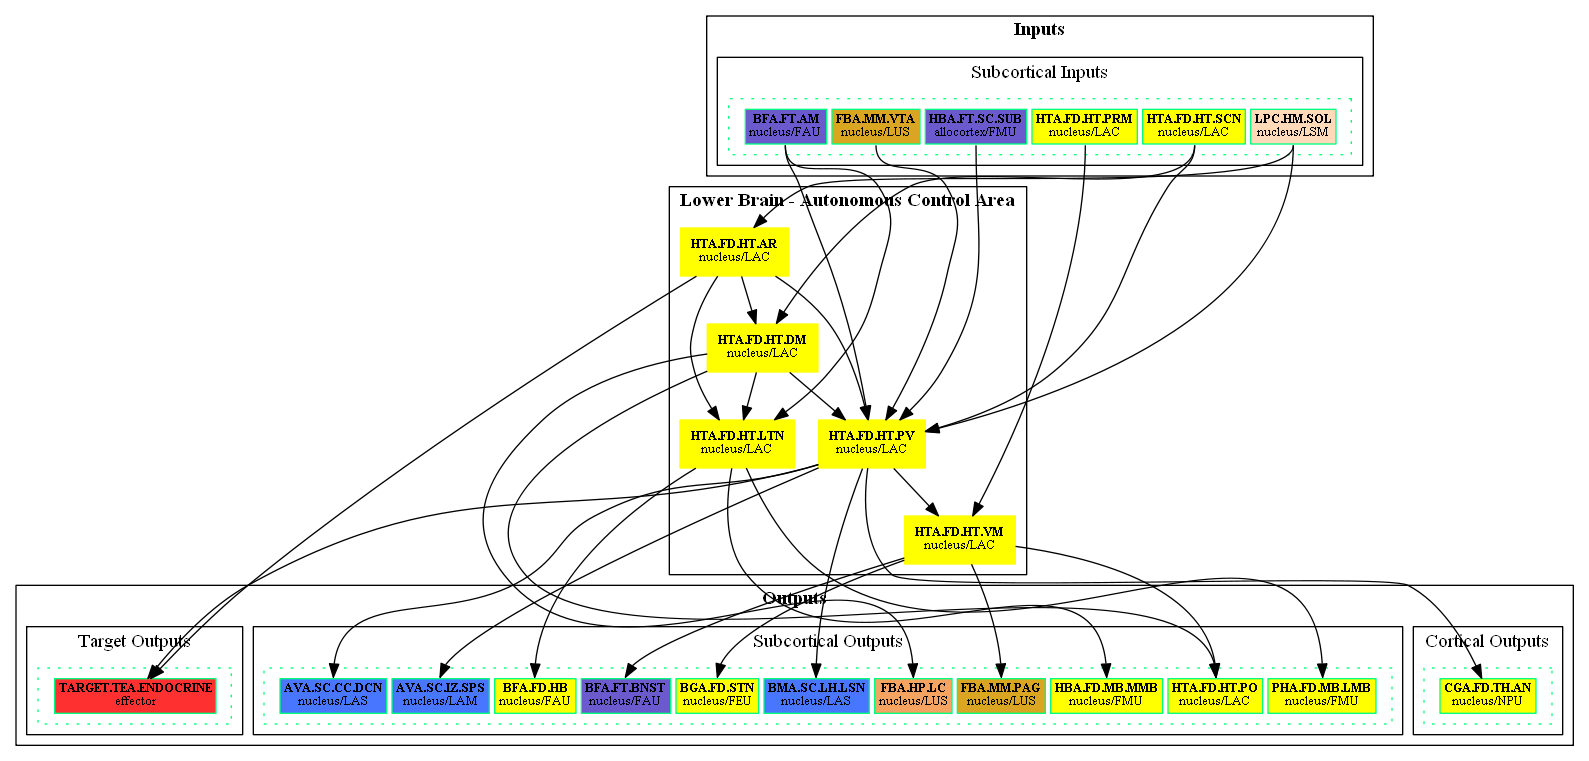 Inputs
Subcortical Inputs
BFA.FT.AM
nucleus/FAU
FBA.MM.VTA
nucleus/LUS
HBA.FT.SC.SUB
allocortex/FMU
HTA.FD.HT.PRM
nucleus/LAC
HTA.FD.HT.SCN
nucleus/LAC
LPC.HM.SOL
nucleus/LSM
Lower Brain - Autonomous Control Area
HTA.FD.HT.AR
nucleus/LAC
HTA.FD.HT.DM
nucleus/LAC
HTA.FD.HT.LTN
nucleus/LAC
HTA.FD.HT.PV
nucleus/LAC
HTA.FD.HT.VM
nucleus/LAC
Outputs
Target Outputs
TARGET.TEA.ENDOCRINE
effector
Subcortical Outputs
AVA.SC.CC.DCN
nucleus/LAS
AVA.SC.IZ.SPS
nucleus/LAM
BFA.FD.HB
nucleus/FAU
BFA.FT.BNST
nucleus/FAU
BGA.FD.STN
nucleus/FEU
BMA.SC.LH.LSN
nucleus/LAS
FBA.HP.LC
nucleus/LUS
FBA.MM.PAG
nucleus/LUS
HBA.FD.MB.MMB
nucleus/FMU
HTA.FD.HT.PO
nucleus/LAC
PHA.FD.MB.LMB
nucleus/FMU
Cortical Outputs
CGA.FD.TH.AN
nucleus/NPU